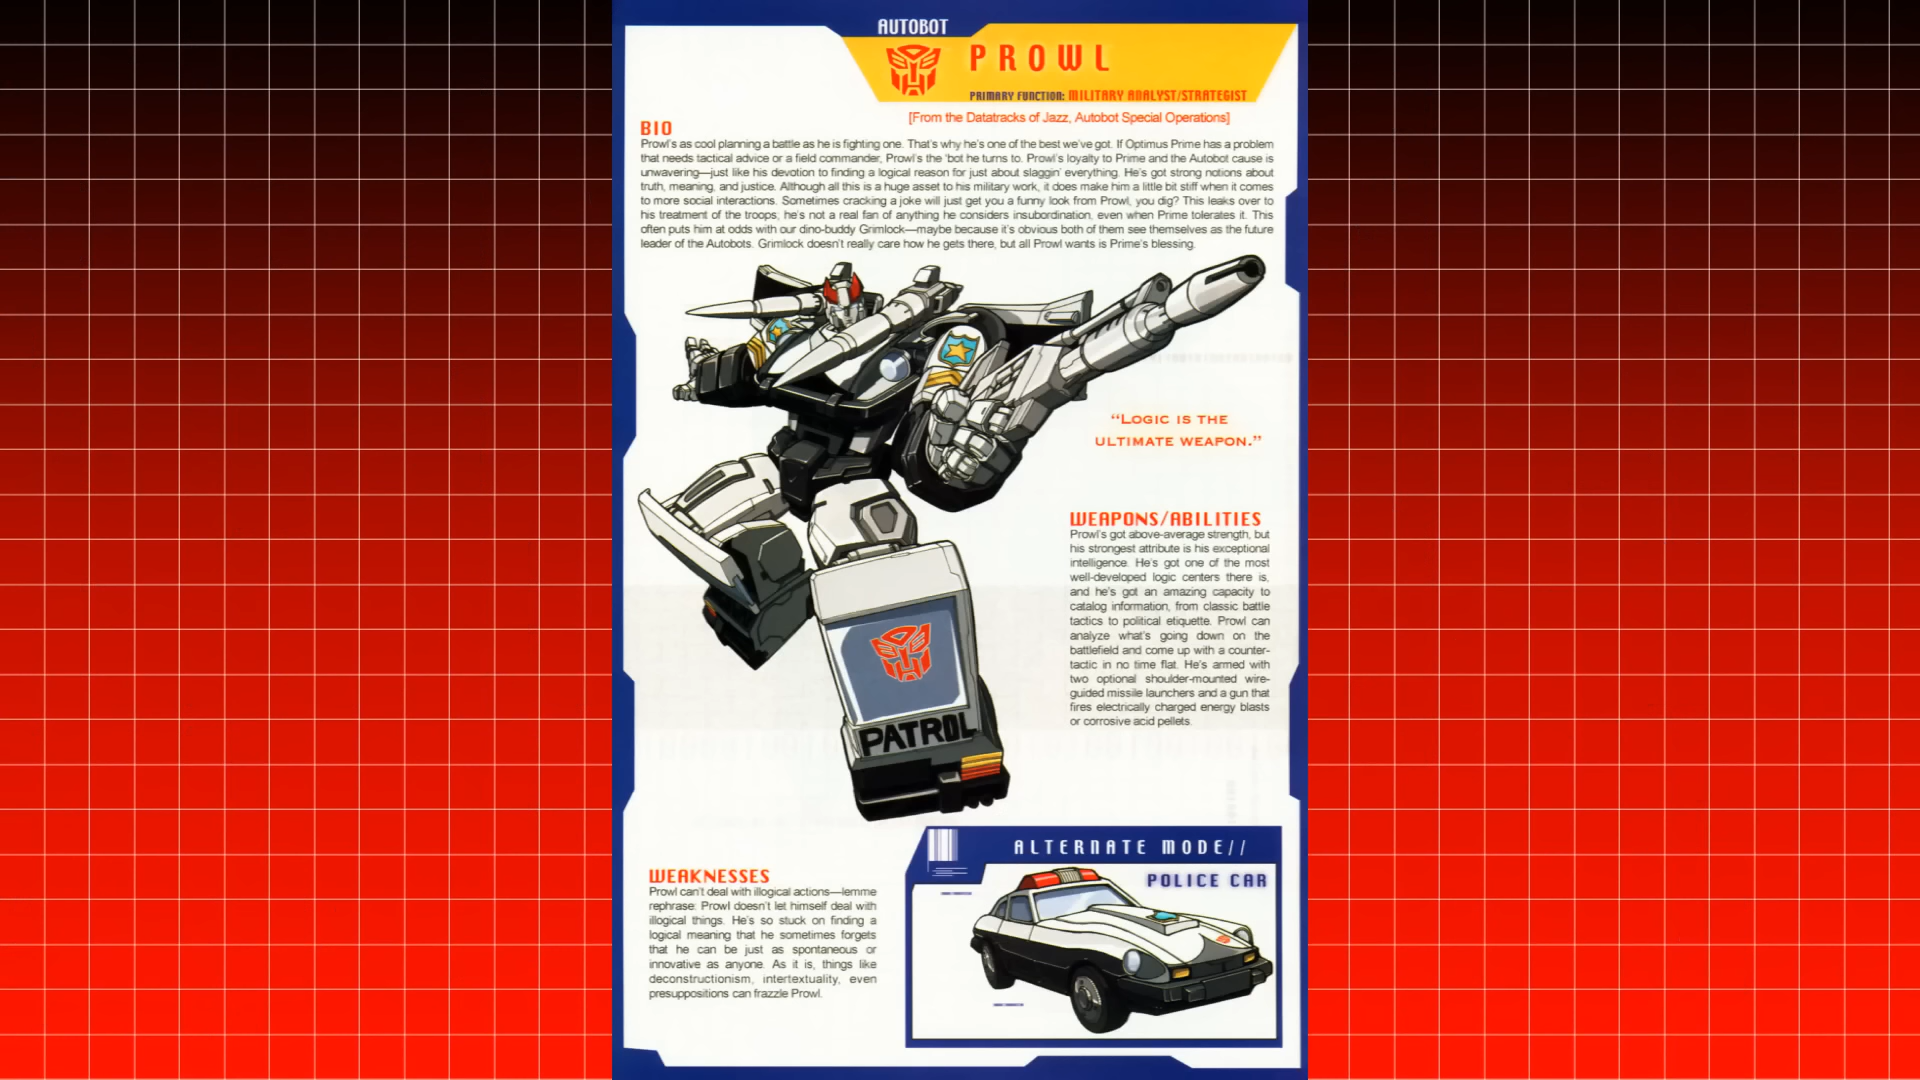 AUTOBOT
PROWL
PRIMARY FUNCTION: MILITARY ANALYST/STRATEGIST
[From the Datatracks of Jazz, Autobot Special Operations]
BIO
Prowl's as cool planning a battle as he is fighting one. That's why he's one of the best we've got. If Optimus Prime has a problem
that needs tactical advice or a field commander, Prowl's the 'bot he turns to. Prowl's loyalty to Prime and the Autobot cause is
unwavering—just like his devotion to finding a logical reason for just about slaggin' everything. He's got strong notions about
truth, meaning, and justice. Although all this is a huge asset to his military work, it does make him a little bit stiff when it comes
to more social interactions. Sometimes cracking a joke will just get you a funny look from Prowl, you dig? This leaks over to
his treatment of the troops; he's not a real fan of anything he considers insubordination, even when Prime tolerates it. This
often puts him at odds with our dino-buddy Grimlock—maybe because it's obvious both of them see themselves as the future
leader of the Autobots. Grimlock doesn't really care how he gets there, but all Prowl wants is Prime's blessing.
“LOGIC IS THE
ULTIMATE WEAPON.”
WEAPONS/ABILITIES
Prowl's got above-average strength, but
his strongest attribute is his exceptional
intelligence. He's got one of the most
well-developed logic centers there is,
and he's got an amazing capacity to
catalog information, from classic battle
tactics to political etiquette. Prowl can
analyze what's going down on the
battlefield and come up with a counter-
tactic in no time flat. He's armed with
two optional shoulder-mounted wire-
guided missile launchers and a gun that
fires electrically charged energy blasts
or corrosive acid pellets.
PATROL
WEAKNESSES
Prowl can't deal with illogical actions—lemme
rephrase: Prowl doesn't let himself deal with
illogical things. He's so stuck on finding a
logical meaning that he sometimes forgets
that he can be just as spontaneous or
innovative as anyone. As it is, things like
deconstructionism, intertextuality, even
presuppositions can frazzle Prowl.
ALTERNATE MODE//
POLICE CAR